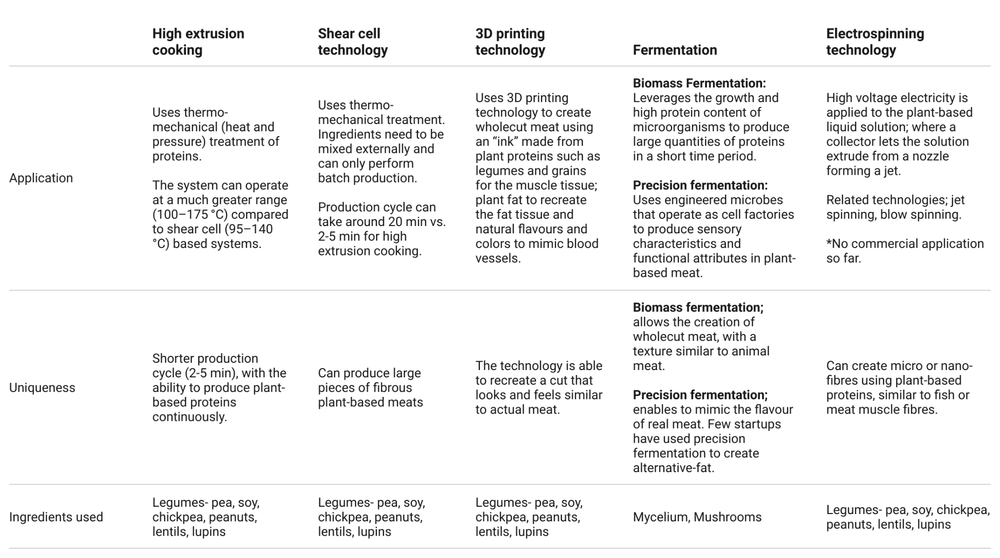 High extrusion
cooking
Shear cell
technology
3D printing
technology
Fermentation
Electrospinning
technology
Application
Uses thermo-
mechanical (heat and
pressure) treatment of
proteins.
The system can operate
at a much greater range
(100–175 °C) compared
to shear cell (95–140
°C) based systems.
Uses thermo-
mechanical treatment.
Ingredients need to be
mixed externally and
can only perform
batch production.
Production cycle can
take around 20 min vs.
2-5 min for high
extrusion cooking.
Uses 3D printing
technology to create
wholecut meat using
an “ink” made from
plant proteins such as
legumes and grains
for the muscle tissue;
plant fat to recreate
the fat tissue and
natural flavours and
colors to mimic blood
vessels.
Biomass Fermentation:
Leverages the growth and
high protein content of
microorganisms to produce
large quantities of proteins
in a short time period.
Precision fermentation:
Uses engineered microbes
that operate as cell factories
to produce sensory
characteristics and
functional attributes in plant-
based meat.
High voltage electricity is
applied to the plant-based
liquid solution; where a
collector lets the solution
extrude from a nozzle
forming a jet.
Related technologies; jet
spinning, blow spinning.
*No commercial application
so far.
Uniqueness
Shorter production
cycle (2-5 min), with the
ability to produce plant-
based proteins
continuously.
Can produce large
pieces of fibrous
plant-based meats
The technology is able
to recreate a cut that
looks and feels similar
to actual meat.
Biomass fermentation;
allows the creation of
wholecut meat, with a
texture similar to animal
meat.
Precision fermentation;
enables to mimic the flavour
of real meat. Few startups
have used precision
fermentation to create
alternative-fat.
Can create micro or nano-
fibres using plant-based
proteins, similar to fish or
meat muscle fibres.
Ingredients used
Legumes- pea, soy,
chickpea, peanuts,
lentils, lupins
Legumes- pea, soy,
chickpea, peanuts,
lentils, lupins
Legumes- pea, soy,
chickpea, peanuts,
lentils, lupins
Mycelium, Mushrooms
Legumes- pea, soy, chickpea,
peanuts, lentils, lupins